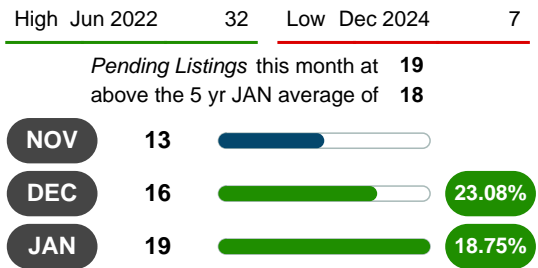 High Jun 2022 32 Low Dec 2024 7
Pending Listings this month at 19
above the 5 yr JAN average of 18
NOV 13
DEC 16 23.08%
JAN 19 18.75%